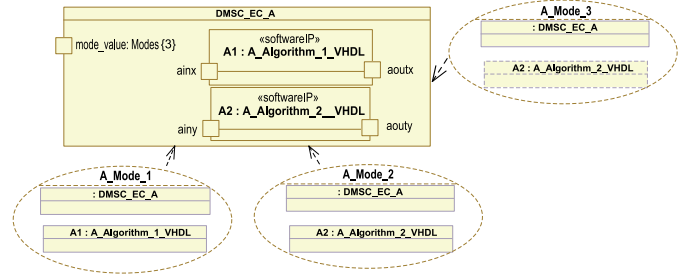 DMSC_EC_A
mode_value: Modes {3}
«softwareIP»
A1 : A_Algorithm_1_VHDL
ainx
aoutx
«softwareIP»
A2 : A_Algorithm_2__VHDL
ainy
aouty
A_Mode_3
: DMSC_EC_A
A2 : A_Algorithm_2_VHDL
A_Mode_1
: DMSC_EC_A
A1 : A_Algorithm_1_VHDL
A_Mode_2
: DMSC_EC_A
A2 : A_Algorithm_2_VHDL